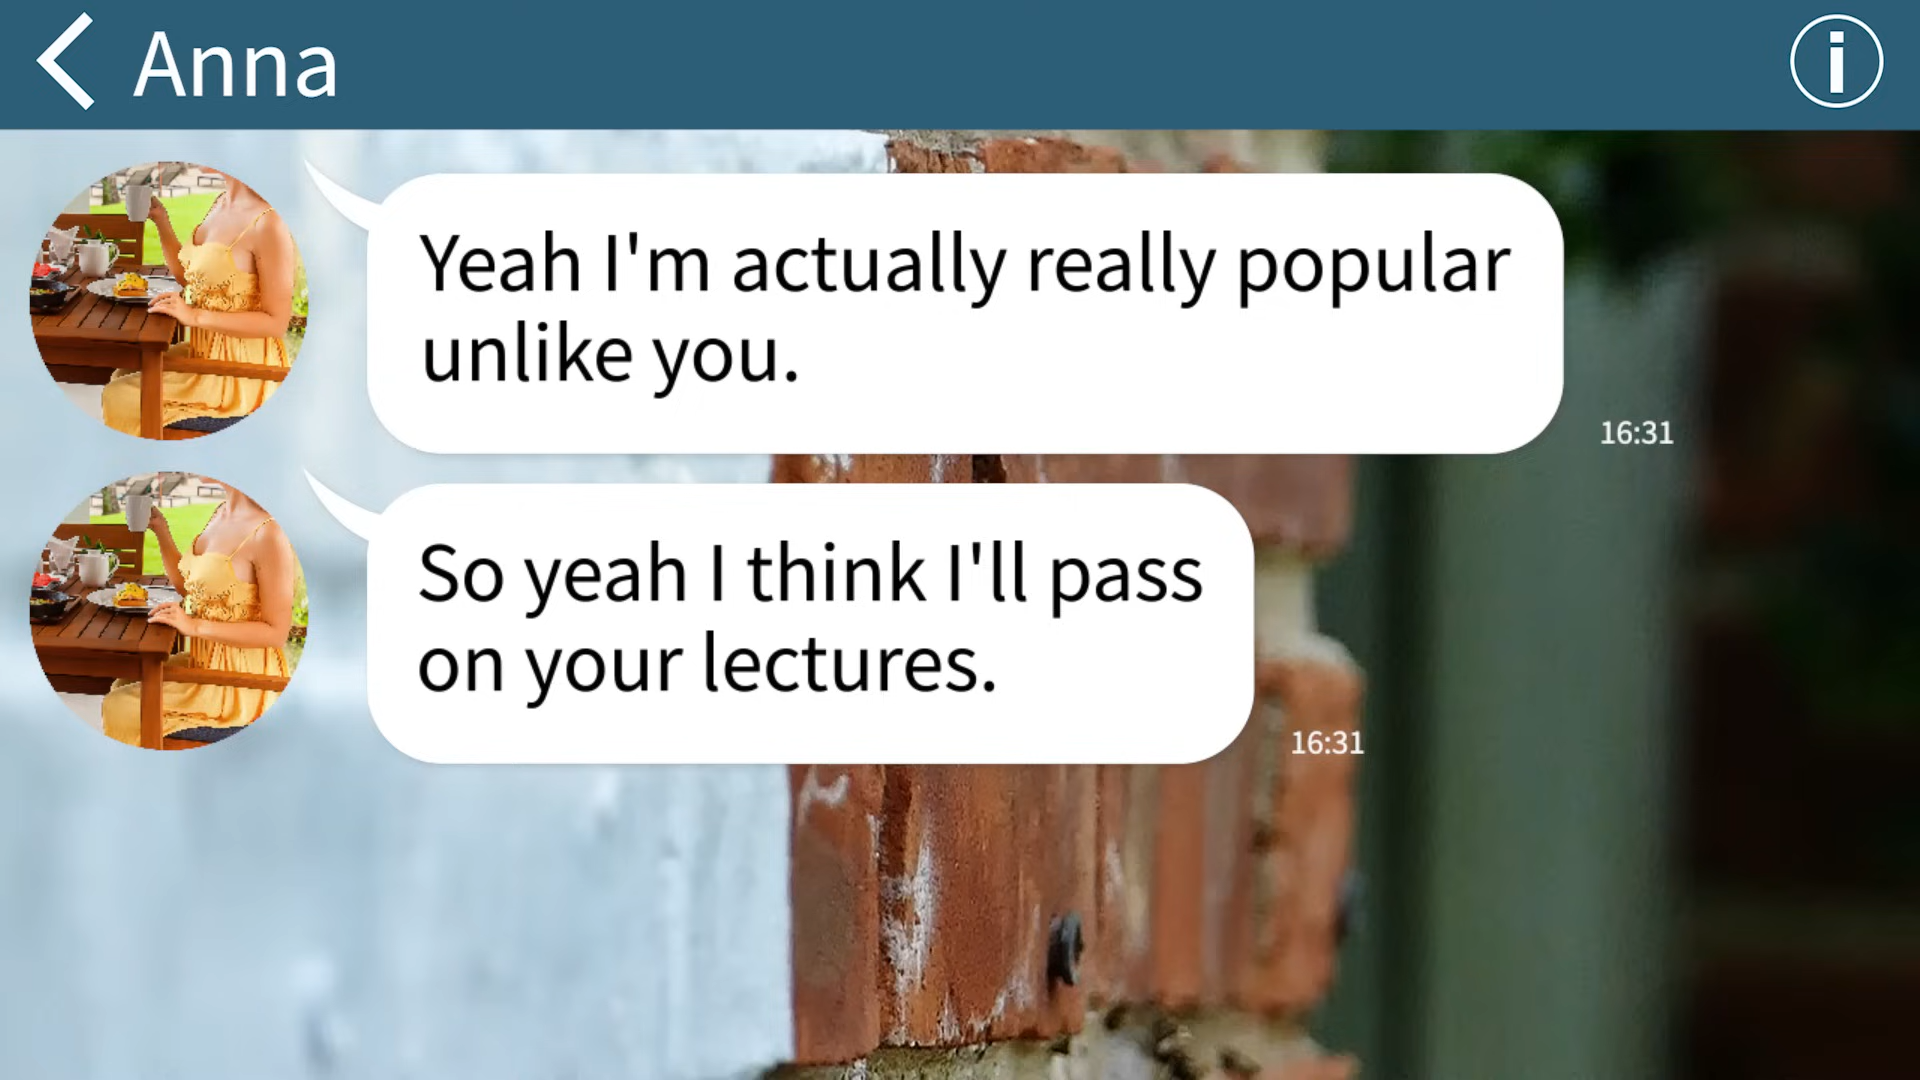 Anna
Yeah I'm actually really popular
unlike you.
16:31
So yeah I think I'll pass
on your lectures.
16:31